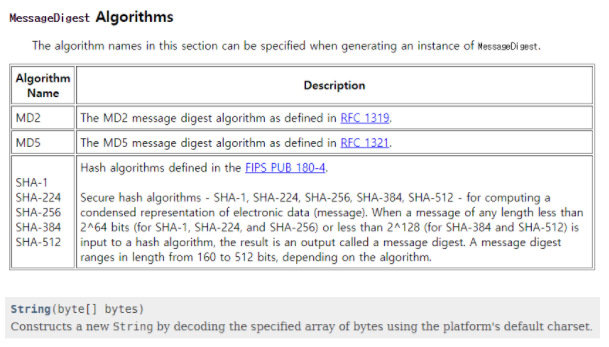 MessageDigest Algorithms
The algorithm names in this section can be specified when generating an instance of MessageDigest.
Algorithm
Name
Description
MD2
The MD2 message digest algorithm as defined in RFC 1319.
MD5
The MD5 message digest algorithm as defined in RFC 1321.
SHA-1
SHA-224
SHA-256
SHA-384
SHA-512
Hash algorithms defined in the FIPS PUB 180-4.
Secure hash algorithms - SHA-1, SHA-224, SHA-256, SHA-384, SHA-512 - for computing a
condensed representation of electronic data (message). When a message of any length less than
2^64 bits (for SHA-1, SHA-224, and SHA-256) or less than 2^128 (for SHA-384 and SHA-512) is
input to a hash algorithm, the result is an output called a message digest. A message digest
ranges in length from 160 to 512 bits, depending on the algorithm.
String(byte[] bytes)
Constructs a new String by decoding the specified array of bytes using the platform's default charset.